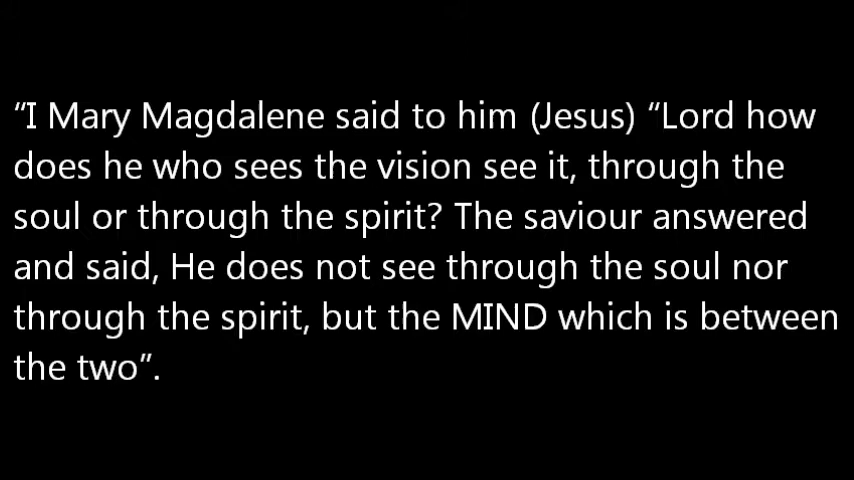 “I Mary Magdalene said to him (Jesus) “Lord how
does he who sees the vision see it, through the
soul or through the spirit? The saviour answered
and said, He does not see through the soul nor
through the spirit, but the MIND which is between
the two”.